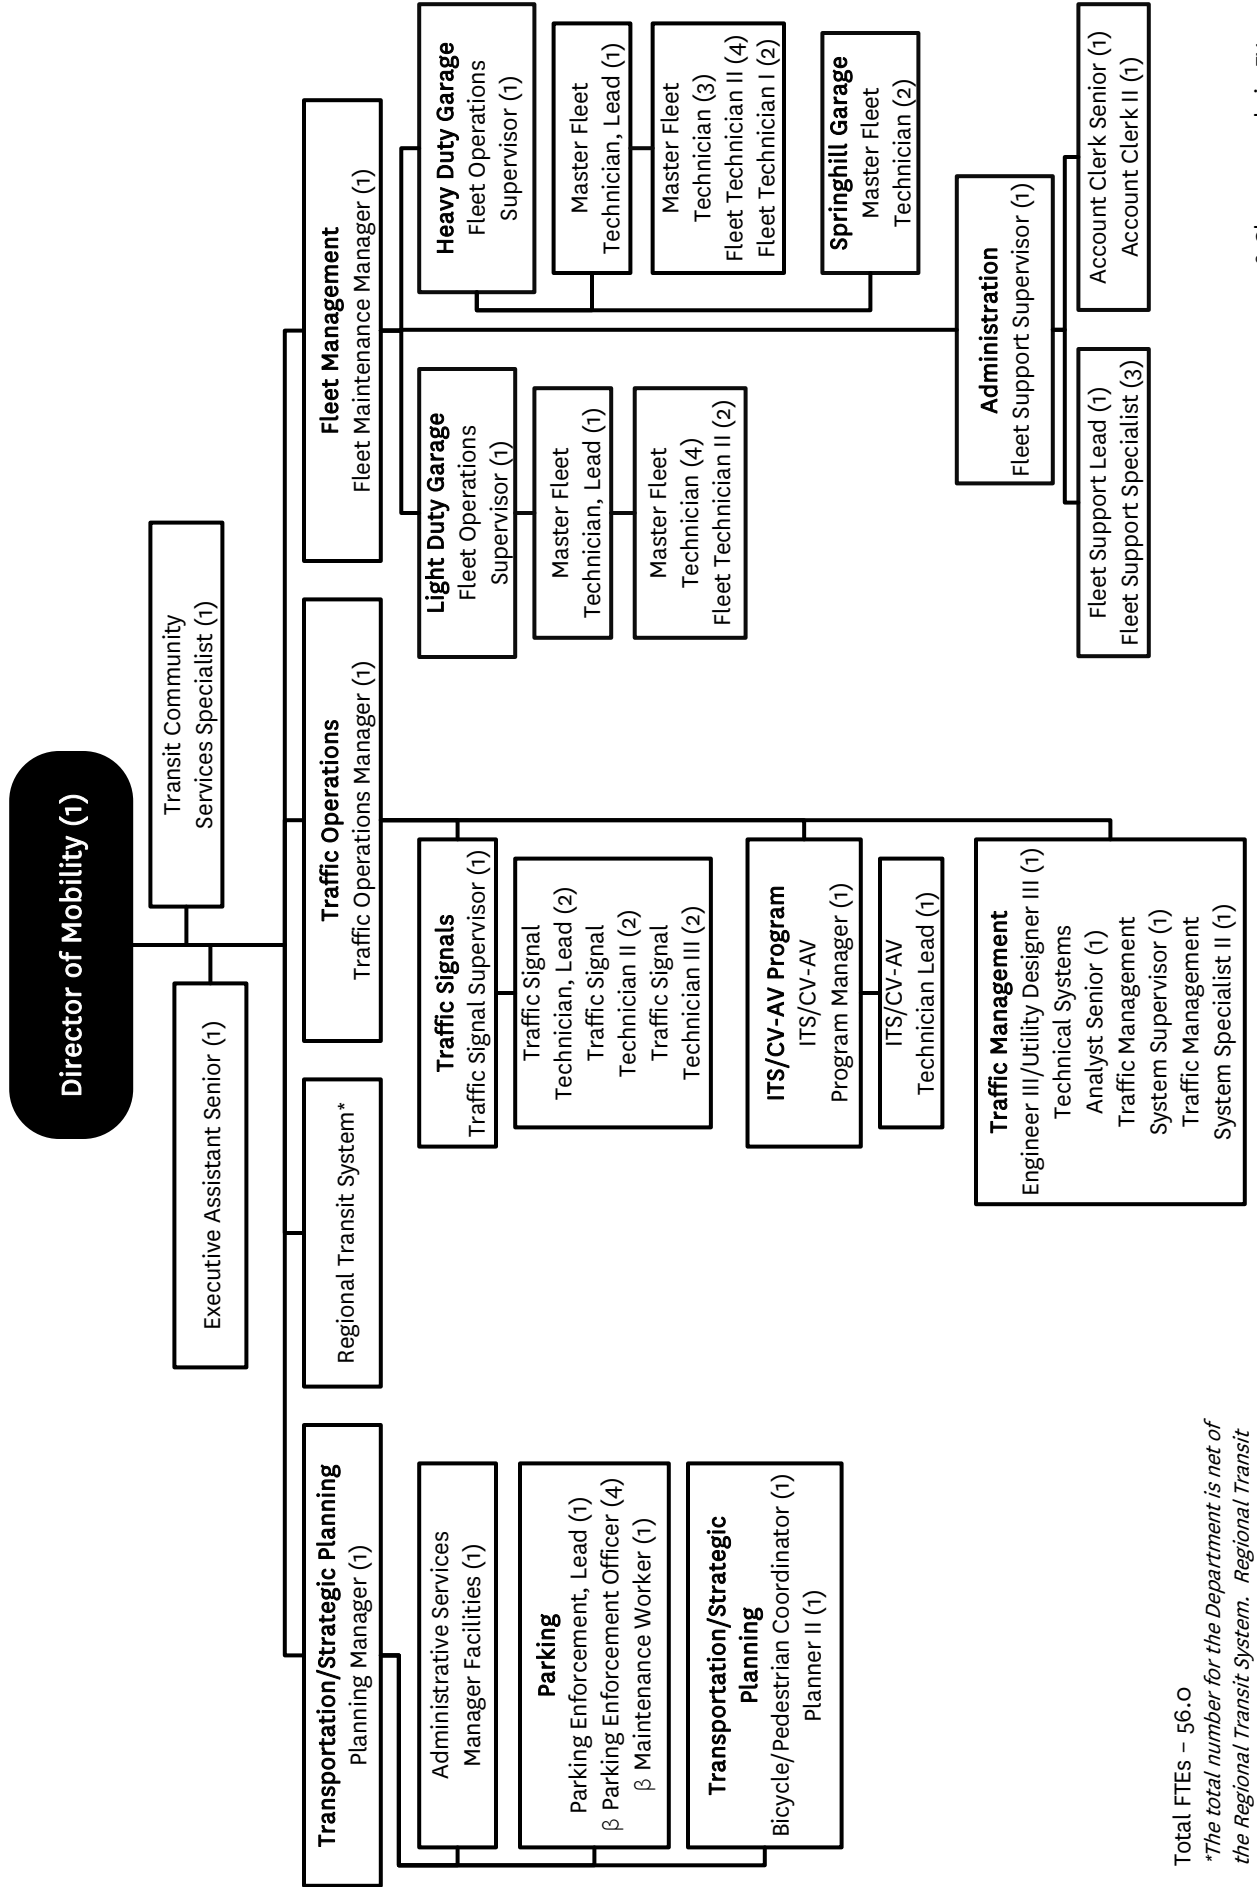 Director of Mobility (1)
Executive Assistant Senior (1)
Transit Community
Services Specialist (1)
Transportation/Strategic Planning
Planning Manager (1)
Administrative Services
Manager Facilities (1)
Parking
Parking Enforcement, Lead (1)
β Parking Enforcement Officer (4)
β Maintenance Worker (1)
Transportation/Strategic
Planning
Bicycle/Pedestrian Coordinator (1)
Planner II (1)
Regional Transit System*
Traffic Operations
Traffic Operations Manager (1)
Traffic Signals
Traffic Signal Supervisor (1)
Traffic Signal
Technician, Lead (2)
Traffic Signal
Technician II (2)
Traffic Signal
Technician III (2)
ITS/CV-AV Program
ITS/CV-AV
Program Manager (1)
ITS/CV-AV
Technician Lead (1)
Traffic Management
Engineer III/Utility Designer III (1)
Technical Systems
Analyst Senior (1)
Traffic Management
System Supervisor (1)
Traffic Management
System Specialist II (1)
Fleet Management
Fleet Maintenance Manager (1)
Light Duty Garage
Fleet Operations
Supervisor (1)
Master Fleet
Technician, Lead (1)
Master Fleet
Technician (4)
Fleet Technician II (2)
Heavy Duty Garage
Fleet Operations
Supervisor (1)
Master Fleet
Technician, Lead (1)
Master Fleet
Technician (3)
Fleet Technician II (4)
Fleet Technician I (2)
Springhill Garage
Master Fleet
Technician (2)
Administration
Fleet Support Supervisor (1)
Fleet Support Lead (1)
Fleet Support Specialist (3)
Account Clerk Senior (1)
Account Clerk II (1)
Total FTEs – 56.0
*The total number for the Department is net of
the Regional Transit System. Regional Transit